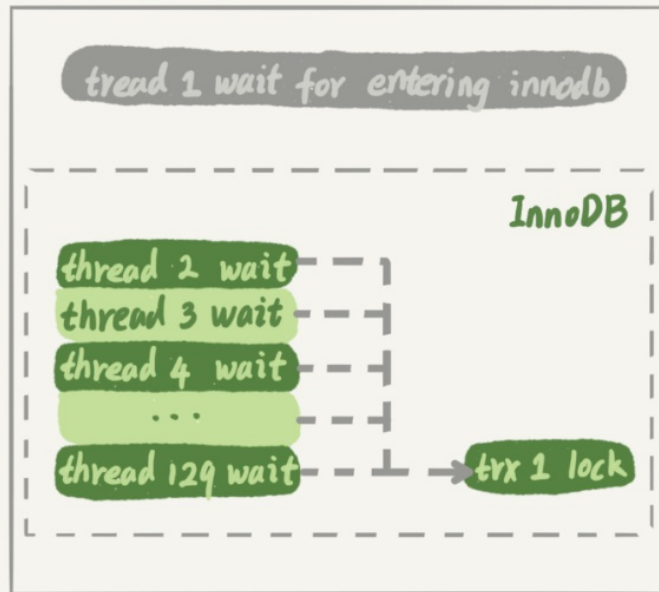 tread 1 wait for entering innodb
InnoDB
thread 2 wait
thread 3 wait
thread 4 wait
...
thread 129 wait
trx 1 lock